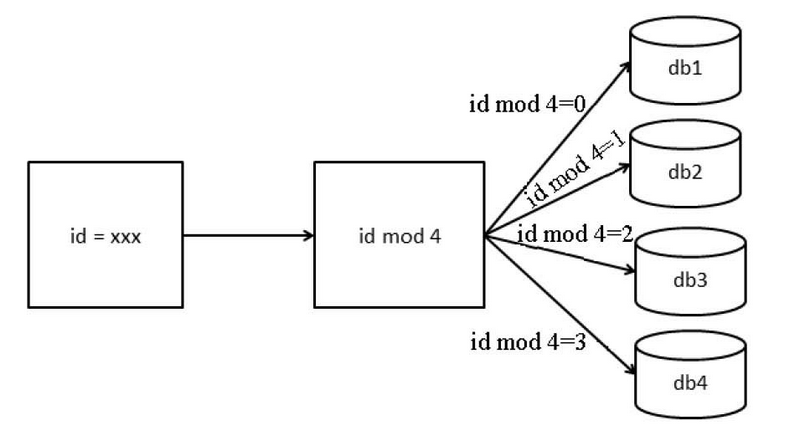 id = xxx
id mod 4
id mod 4=0
id mod 4=1
id mod 4=2
id mod 4=3
db1
db2
db3
db4